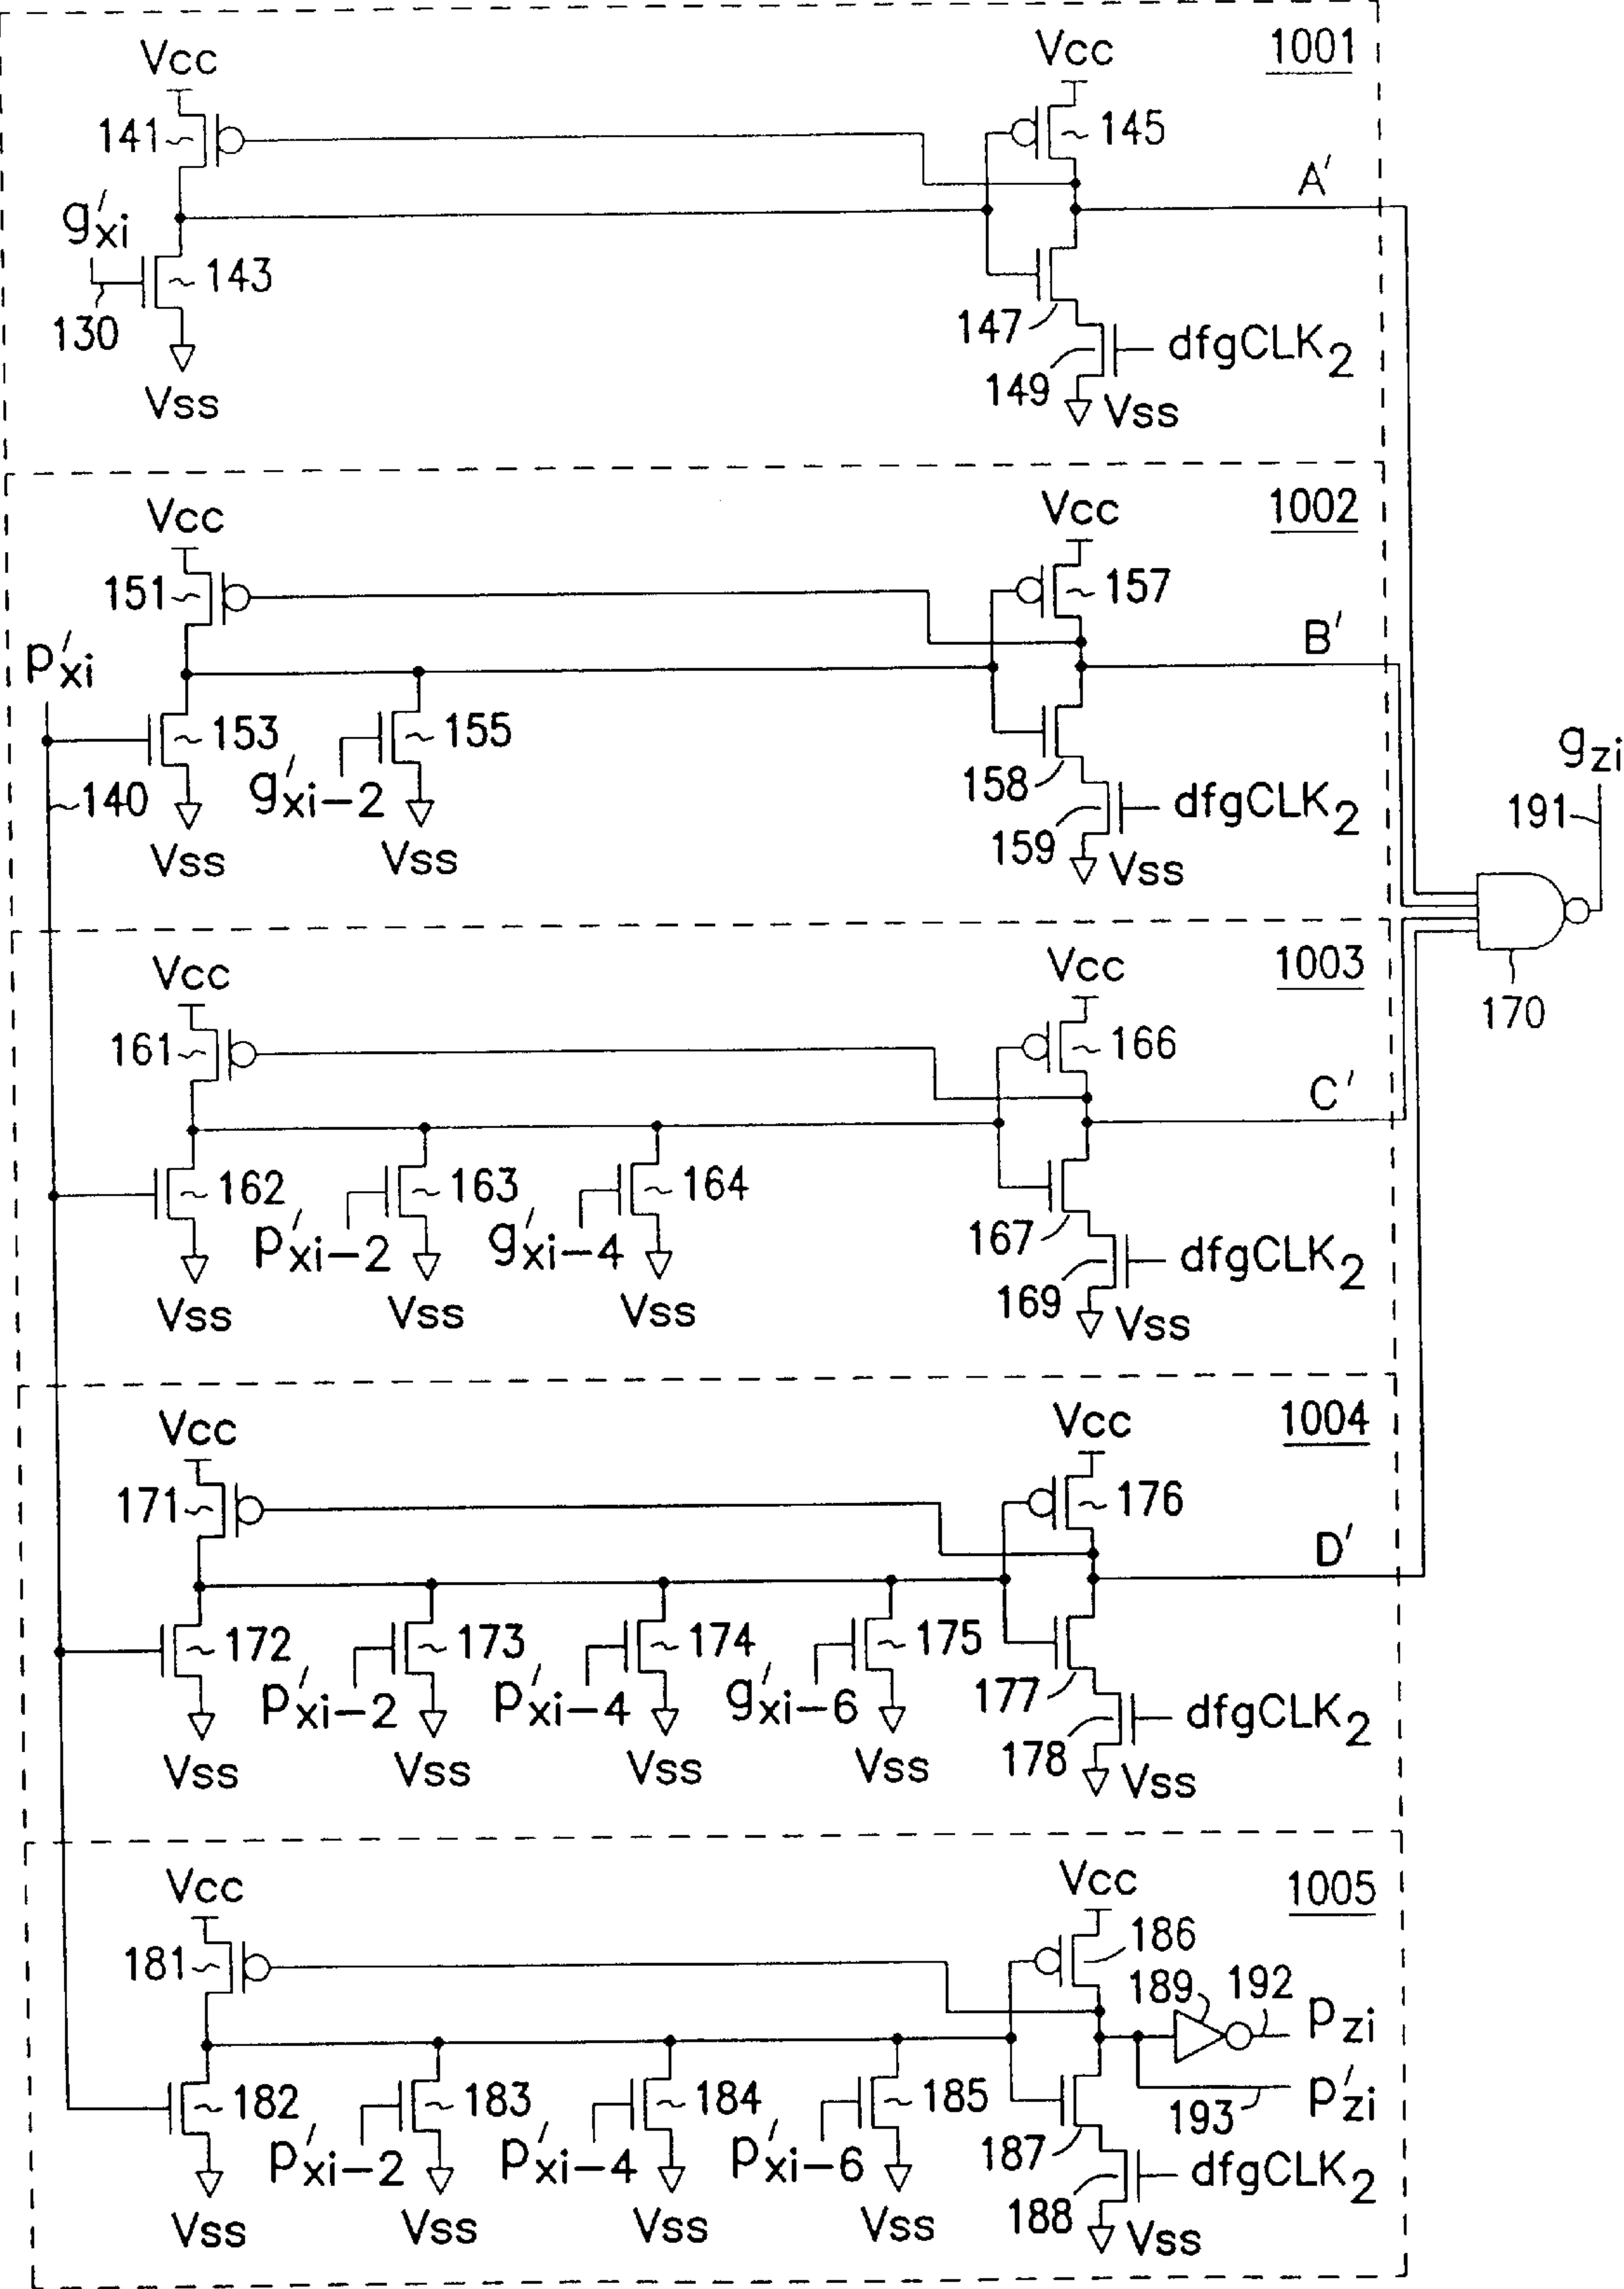 1001
Vcc
Vcc
141
145
A′
g′xi
143
130
147
dfgCLK2
149
Vss
Vss
1002
Vcc
Vcc
151
157
B′
p′xi
153
155
g′xi−2
140
158
dfgCLK2
159
Vss
Vss
Vss
gzi
191
170
1003
Vcc
Vcc
161
166
C′
162
163
164
p′xi−2
g′xi−4
167
dfgCLK2
169
Vss
Vss
Vss
Vss
1004
Vcc
Vcc
171
176
D′
172
173
174
175
p′xi−2
p′xi−4
g′xi−6
177
dfgCLK2
178
Vss
Vss
Vss
Vss
Vss
1005
Vcc
Vcc
181
186
189
192
pzi
p′zi
193
182
183
184
185
p′xi−2
p′xi−4
p′xi−6
187
dfgCLK2
188
Vss
Vss
Vss
Vss
Vss